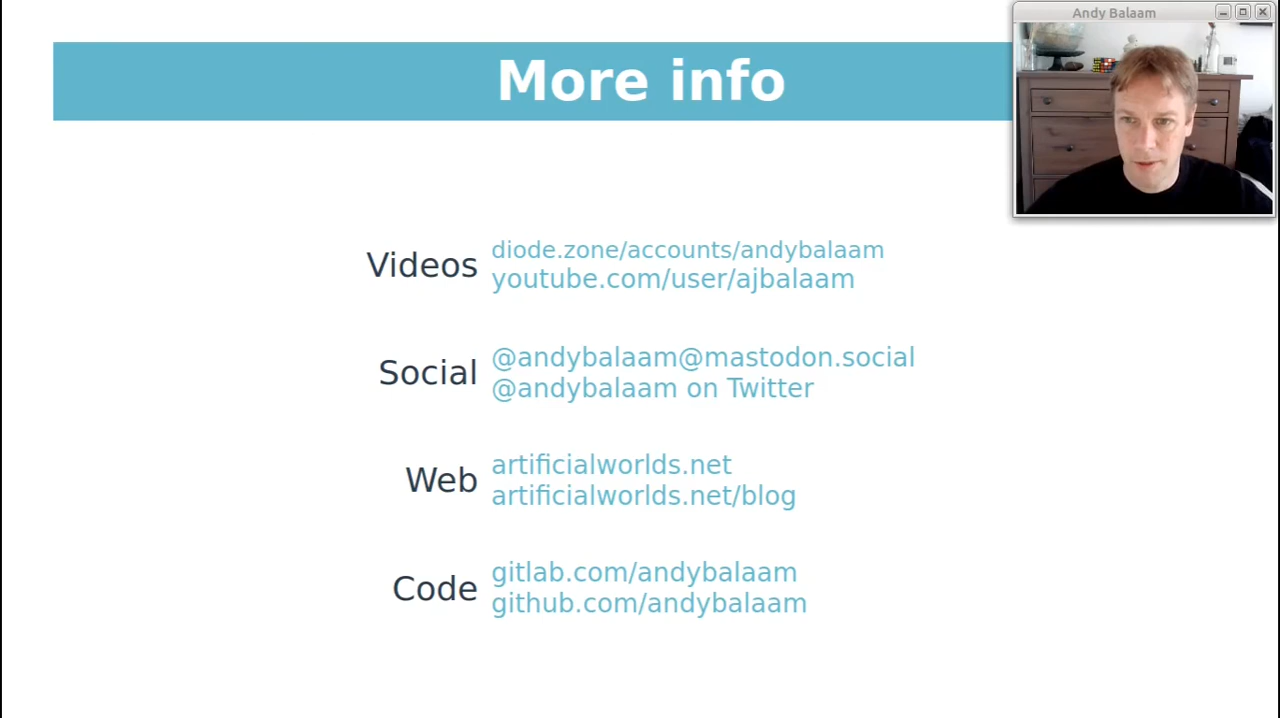 Andy Balaam
More info
Videos
diode.zone/accounts/andybalaam
youtube.com/user/ajbalaam
Social
@andybalaam@mastodon.social
@andybalaam on Twitter
Web
artificialworlds.net
artificialworlds.net/blog
Code
gitlab.com/andybalaam
github.com/andybalaam